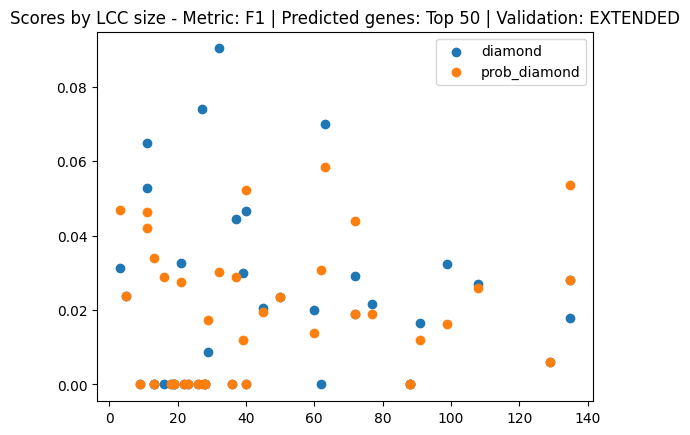 Scores by LCC size - Metric: F1 | Predicted genes: Top 50 | Validation: EXTENDED
diamond
prob_diamond
0.08
0.06
0.04
0.02
0.00
0 20 40 60 80 100 120 140